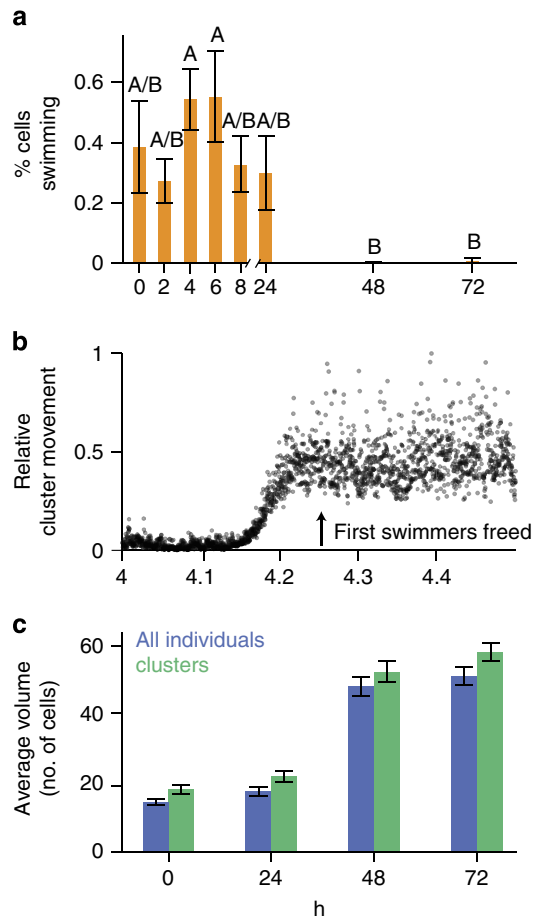 a
% cells
swimming
0.6
0.4
0.2
0
A/B
A/B
A
A
A/B
A/B
B
B
0 2 4 6 8 24 48 72
b
Relative
cluster movement
1
0.5
0
First swimmers freed
4 4.1 4.2 4.3 4.4
c
All individuals
clusters
Average volume
(no. of cells)
60
40
20
0
0 24 48 72
h